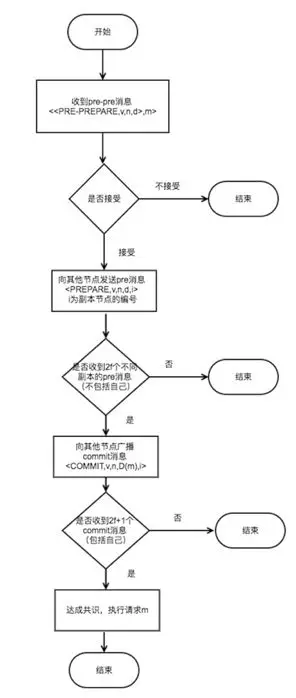 开始
收到pre-pre消息
<<PRE-PREPARE,v,n,d>,m>
是否接受
不接受
结束
接受
向其他节点发送pre消息
<PREPARE,v,n,d,i>
i为副本节点的编号
是否收到2f个不同
副本的pre消息
（不包括自己）
否
结束
是
向其他节点广播
commit消息
<COMMIT,v,n,D(m),i>
是否收到2f+1个
commit消息
（包括自己）
否
结束
是
达成共识，执行请求m
结束